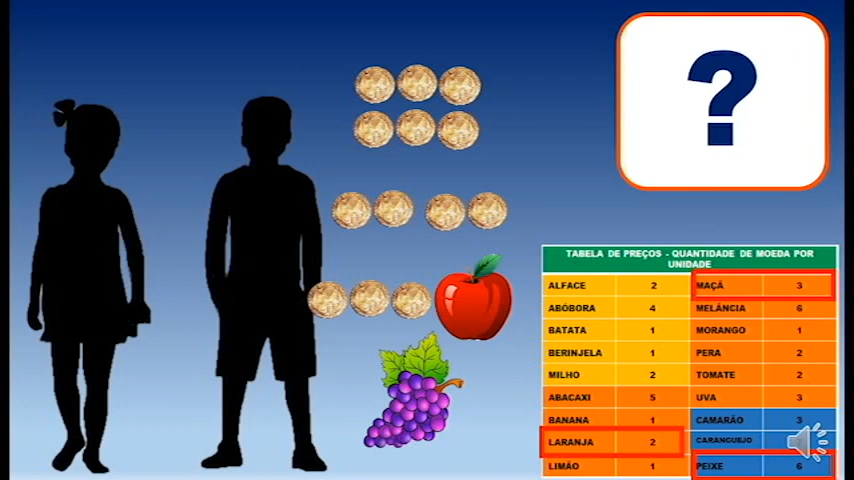 ?
TABELA DE PREÇOS - QUANTIDADE DE MOEDA POR
UNIDADE
ALFACE 2 MAÇÃ 3
ABÓBORA 4 MELÂNCIA 6
BATATA 1 MORANGO 1
BERINJELA 1 PERA 2
MILHO 2 TOMATE 2
ABACAXI 5 UVA 3
BANANA 1 CAMARÃO 3
LARANJA 2 CARANGUEJO
LIMÃO 1 PEIXE 6